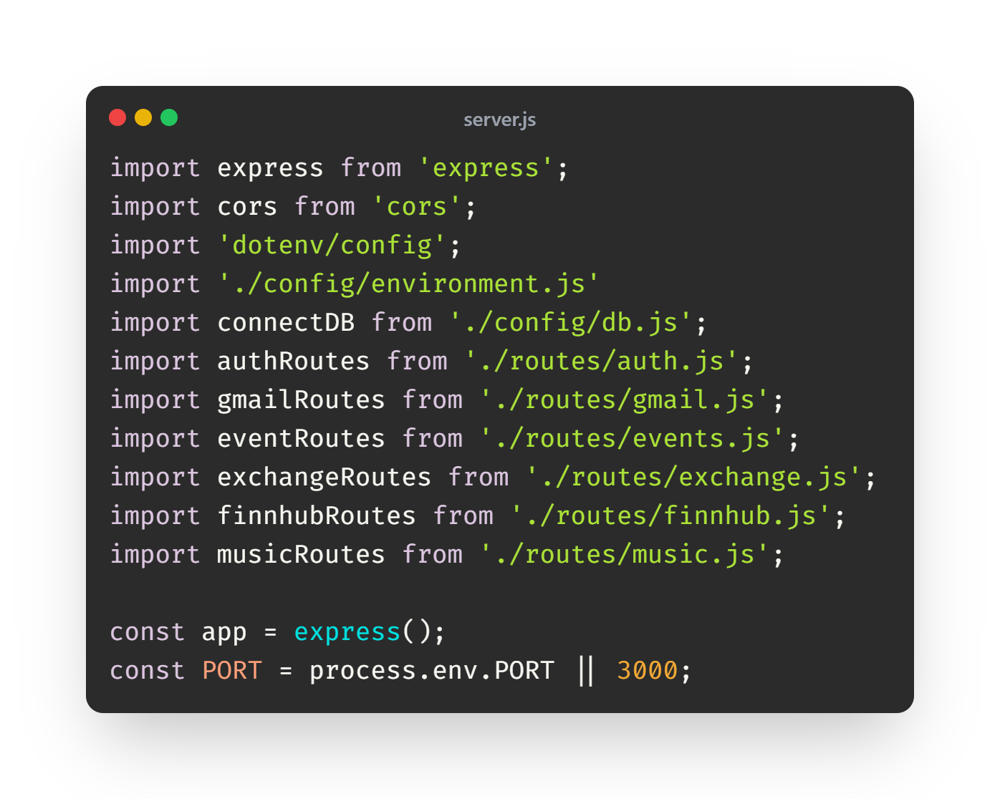 server.js
import express from 'express';
import cors from 'cors';
import 'dotenv/config';
import './config/environment.js'
import connectDB from './config/db.js';
import authRoutes from './routes/auth.js';
import gmailRoutes from './routes/gmail.js';
import eventRoutes from './routes/events.js';
import exchangeRoutes from './routes/exchange.js';
import finnhubRoutes from './routes/finnhub.js';
import musicRoutes from './routes/music.js';

const app = express();
const PORT = process.env.PORT || 3000;